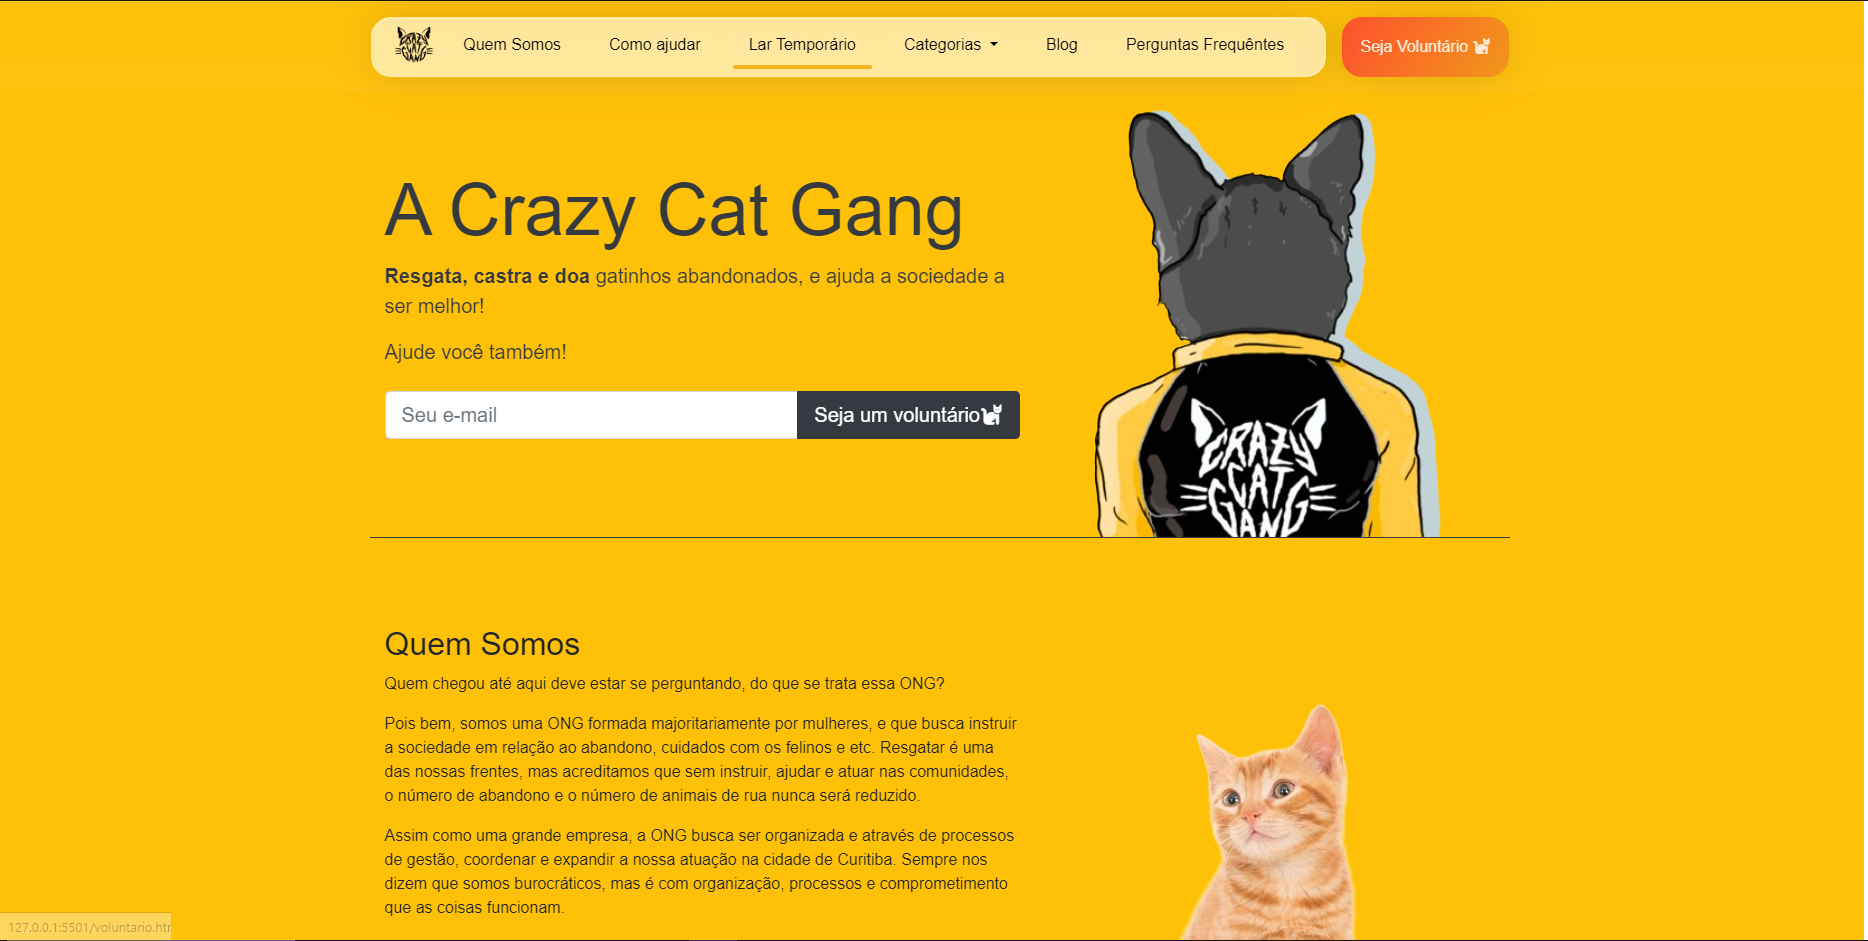 CRAZY
CAT
GANG
Quem Somos
Como ajudar
Lar Temporário
Categorias
Blog
Perguntas Frequêntes
Seja Voluntário
A Crazy Cat Gang
Resgata, castra e doa gatinhos abandonados, e ajuda a sociedade a
ser melhor!
Ajude você também!
Seu e-mail
Seja um voluntário
CRAZY
CAT
GANG
Quem Somos
Quem chegou até aqui deve estar se perguntando, do que se trata essa ONG?
Pois bem, somos uma ONG formada majoritariamente por mulheres, e que busca instruir
a sociedade em relação ao abandono, cuidados com os felinos e etc. Resgatar é uma
das nossas frentes, mas acreditamos que sem instruir, ajudar e atuar nas comunidades,
o número de abandono e o número de animais de rua nunca será reduzido.
Assim como uma grande empresa, a ONG busca ser organizada e através de processos
de gestão, coordenar e expandir a nossa atuação na cidade de Curitiba. Sempre nos
dizem que somos burocráticos, mas é com organização, processos e comprometimento
que as coisas funcionam.
127.0.0.1:5501/voluntario.htr